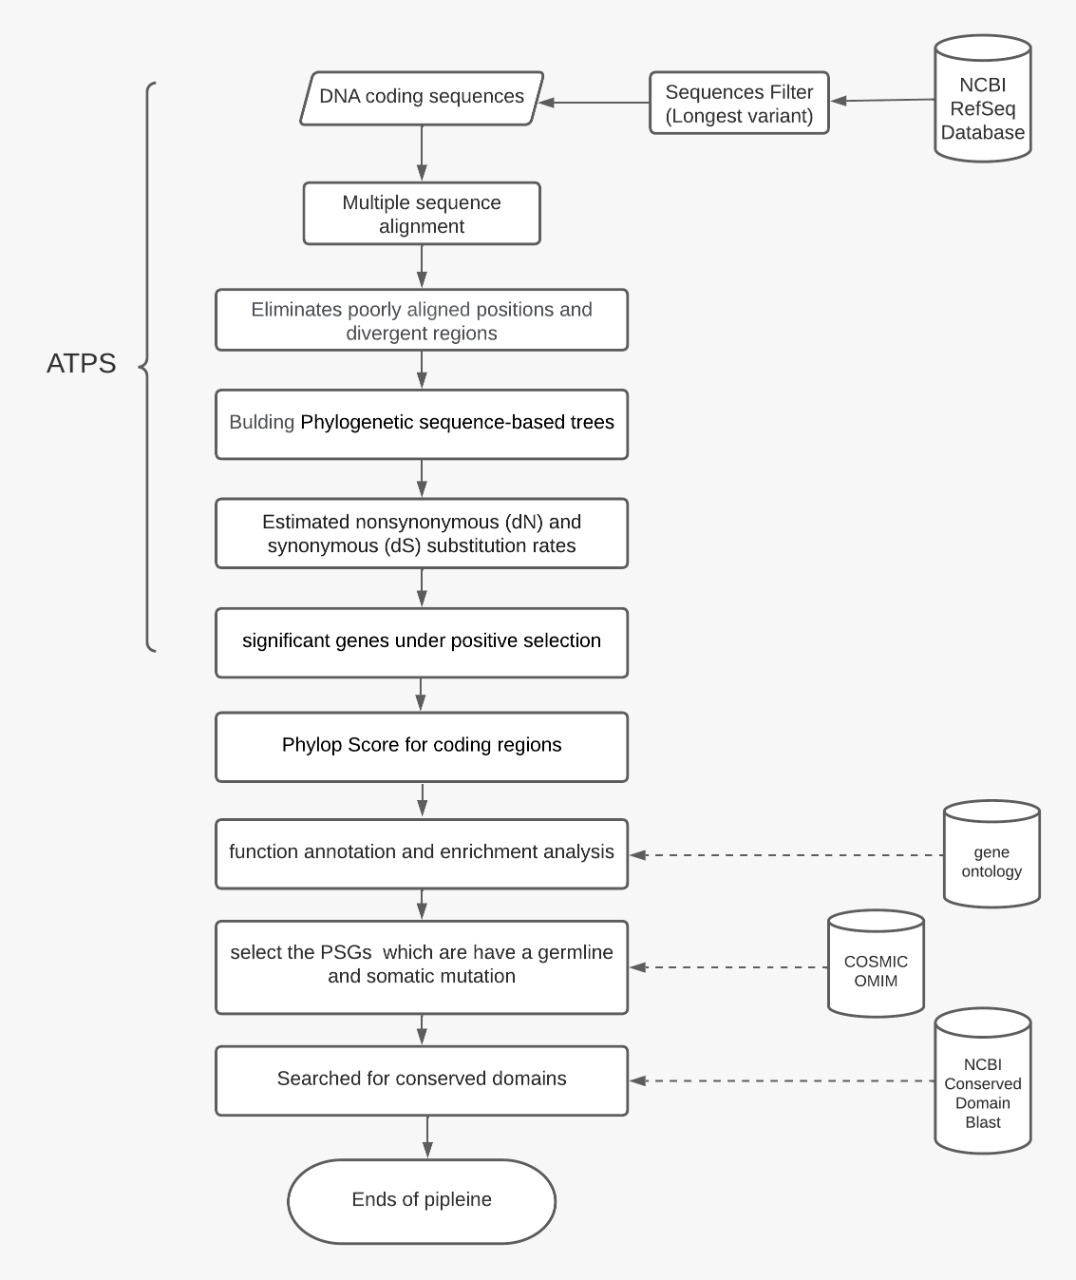 DNA coding sequences
Sequences Filter
(Longest variant)
NCBI
RefSeq
Database
Multiple sequence
alignment
Eliminates poorly aligned positions and
divergent regions
ATPS
Bulding Phylogenetic sequence-based trees
Estimated nonsynonymous (dN) and
synonymous (dS) substitution rates
significant genes under positive selection
Phylop Score for coding regions
function annotation and enrichment analysis
gene
ontology
select the PSGs  which are have a germline
and somatic mutation
COSMIC
OMIM
Searched for conserved domains
NCBI
Conserved
Domain
Blast
Ends of pipleine